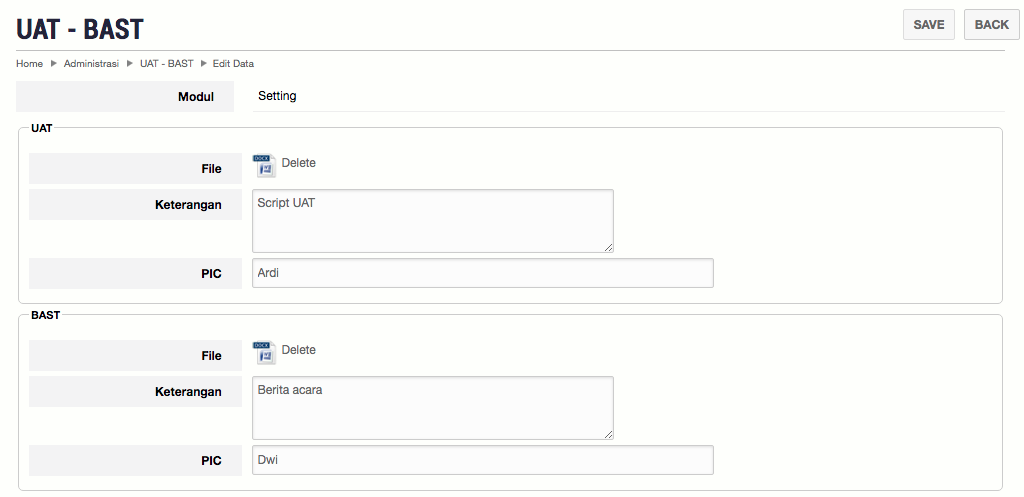 UAT - BAST
SAVE
BACK
Home ▶ Administrasi ▶ UAT - BAST ▶ Edit Data
Modul
Setting
UAT
File
DOCX
Delete
Keterangan
Script UAT
PIC
Ardi
BAST
File
DOCX
Delete
Keterangan
Berita acara
PIC
Dwi